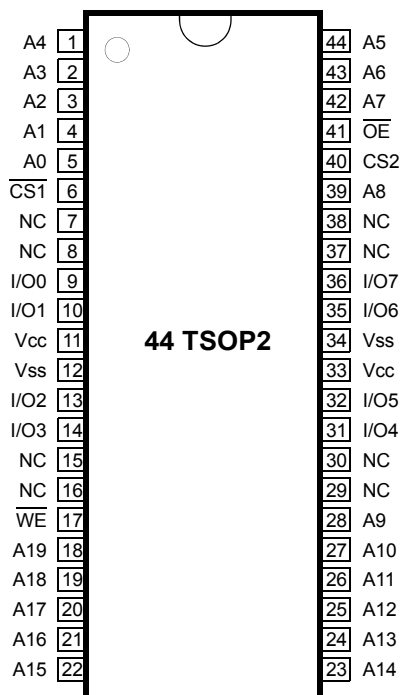 A4 1 44 A5
A3 2 43 A6
A2 3 42 A7
A1 4 41 O̅E̅
A0 5 40 CS2
C̅S̅1̅ 6 39 A8
NC 7 38 NC
NC 8 37 NC
I/O0 9 36 I/O7
I/O1 10 35 I/O6
Vcc 11 44 TSOP2 34 Vss
Vss 12 33 Vcc
I/O2 13 32 I/O5
I/O3 14 31 I/O4
NC 15 30 NC
NC 16 29 NC
W̅E̅ 17 28 A9
A19 18 27 A10
A18 19 26 A11
A17 20 25 A12
A16 21 24 A13
A15 22 23 A14